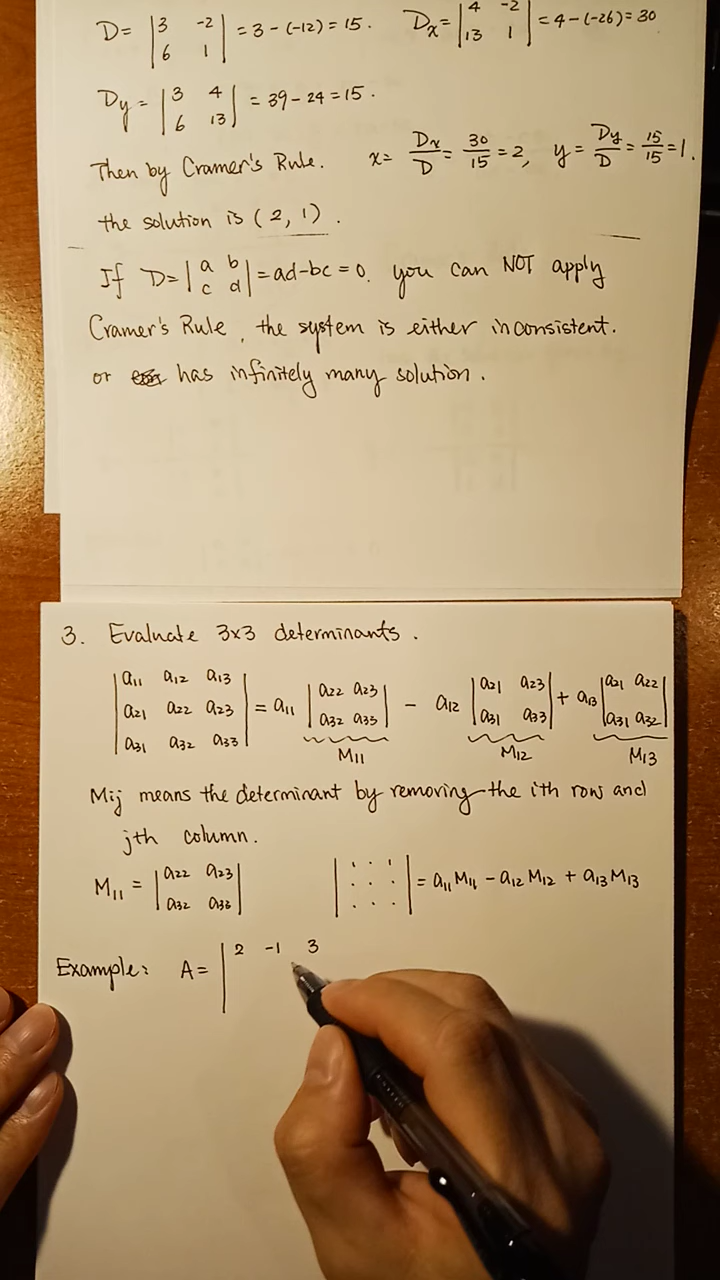 D = | 3 -2 ; 6 1 | = 3 - (-12) = 15. Dx = | 4 -2 ; 13 1 | = 4 - (-26) = 30
Dy = | 3 4 ; 6 13 | = 39 - 24 = 15.
Then by Cramer's Rule. x = Dx/D = 30/15 = 2, y = Dy/D = 15/15 = 1.
the solution is (2, 1).
If D = | a b ; c d | = ad-bc = 0. you can NOT apply
Cramer's Rule, the system is either inconsistent.
or has infinitely many solution.
3. Evaluate 3x3 determinants.
| a11 a12 a13 ; a21 a22 a23 ; a31 a32 a33 | = a11 | a22 a23 ; a32 a33 | - a12 | a21 a23 ; a31 a33 | + a13 | a21 a22 ; a31 a32 |
M11 M12 M13
Mij means the determinant by removing the ith row and
jth column.
M11 = | a22 a23 ; a32 a33 | | . . . ; . . . ; . . . | = a11 M11 - a12 M12 + a13 M13
Example: A = | 2 -1 3